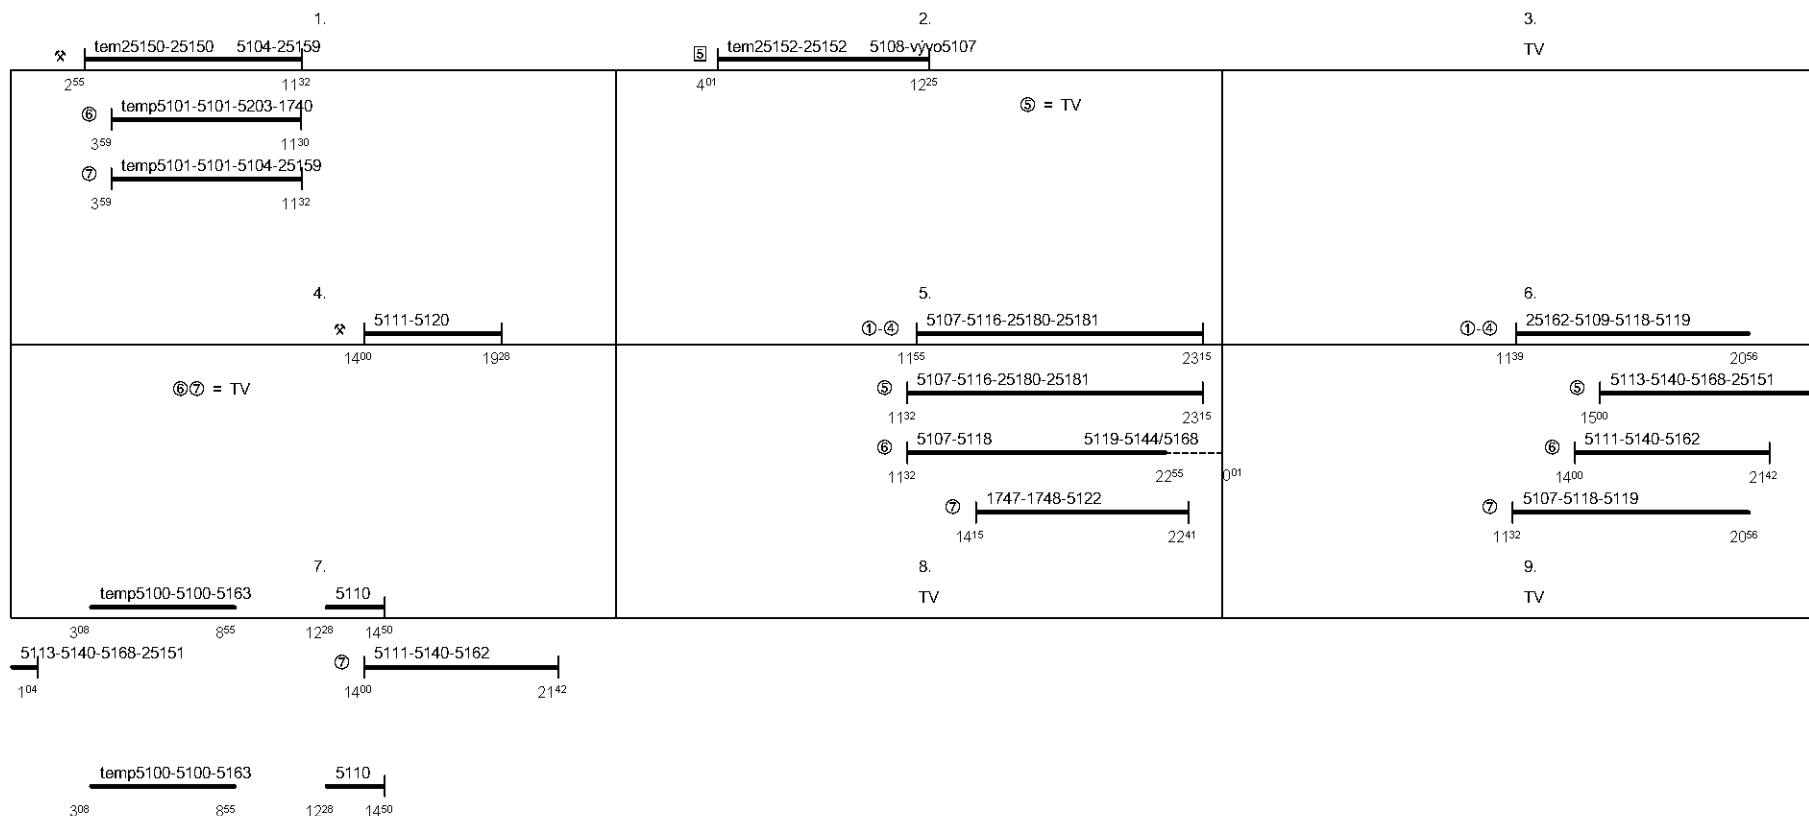 1. 2. 3.
⚒ tem25150-25150 5104-25159 5 tem25152-25152 5108-vývo5107 TV
2⁵⁵ 11³² 4⁰¹ 12²⁵
⑥ temp5101-5101-5203-1740 ⑤ = TV
3⁵⁹ 11³⁰
⑦ temp5101-5101-5104-25159
3⁵⁹ 11³²
4. 5. 6.
⚒ 5111-5120 ①-④ 5107-5116-25180-25181 ①-④ 25162-5109-5118-5119
14⁰⁰ 19²⁸ 11⁵⁵ 23¹⁵ 11³⁹ 20⁵⁶
⑥⑦ = TV ⑤ 5107-5116-25180-25181 ⑤ 5113-5140-5168-25151
11³² 23¹⁵ 15⁰⁰
⑥ 5107-5118 5119-5144/5168 ⑥ 5111-5140-5162
11³² 22⁵⁵ 0⁰¹ 14⁰⁰ 21⁴²
⑦ 1747-1748-5122 ⑦ 5107-5118-5119
14¹⁵ 22⁴¹ 11³² 20⁵⁶
7. 8. 9.
temp5100-5100-5163 5110 TV TV
3⁰⁸ 8⁵⁵ 12²⁸ 14⁵⁰
5113-5140-5168-25151 ⑦ 5111-5140-5162
1⁰⁴ 14⁰⁰ 21⁴²
temp5100-5100-5163 5110
3⁰⁸ 8⁵⁵ 12²⁸ 14⁵⁰